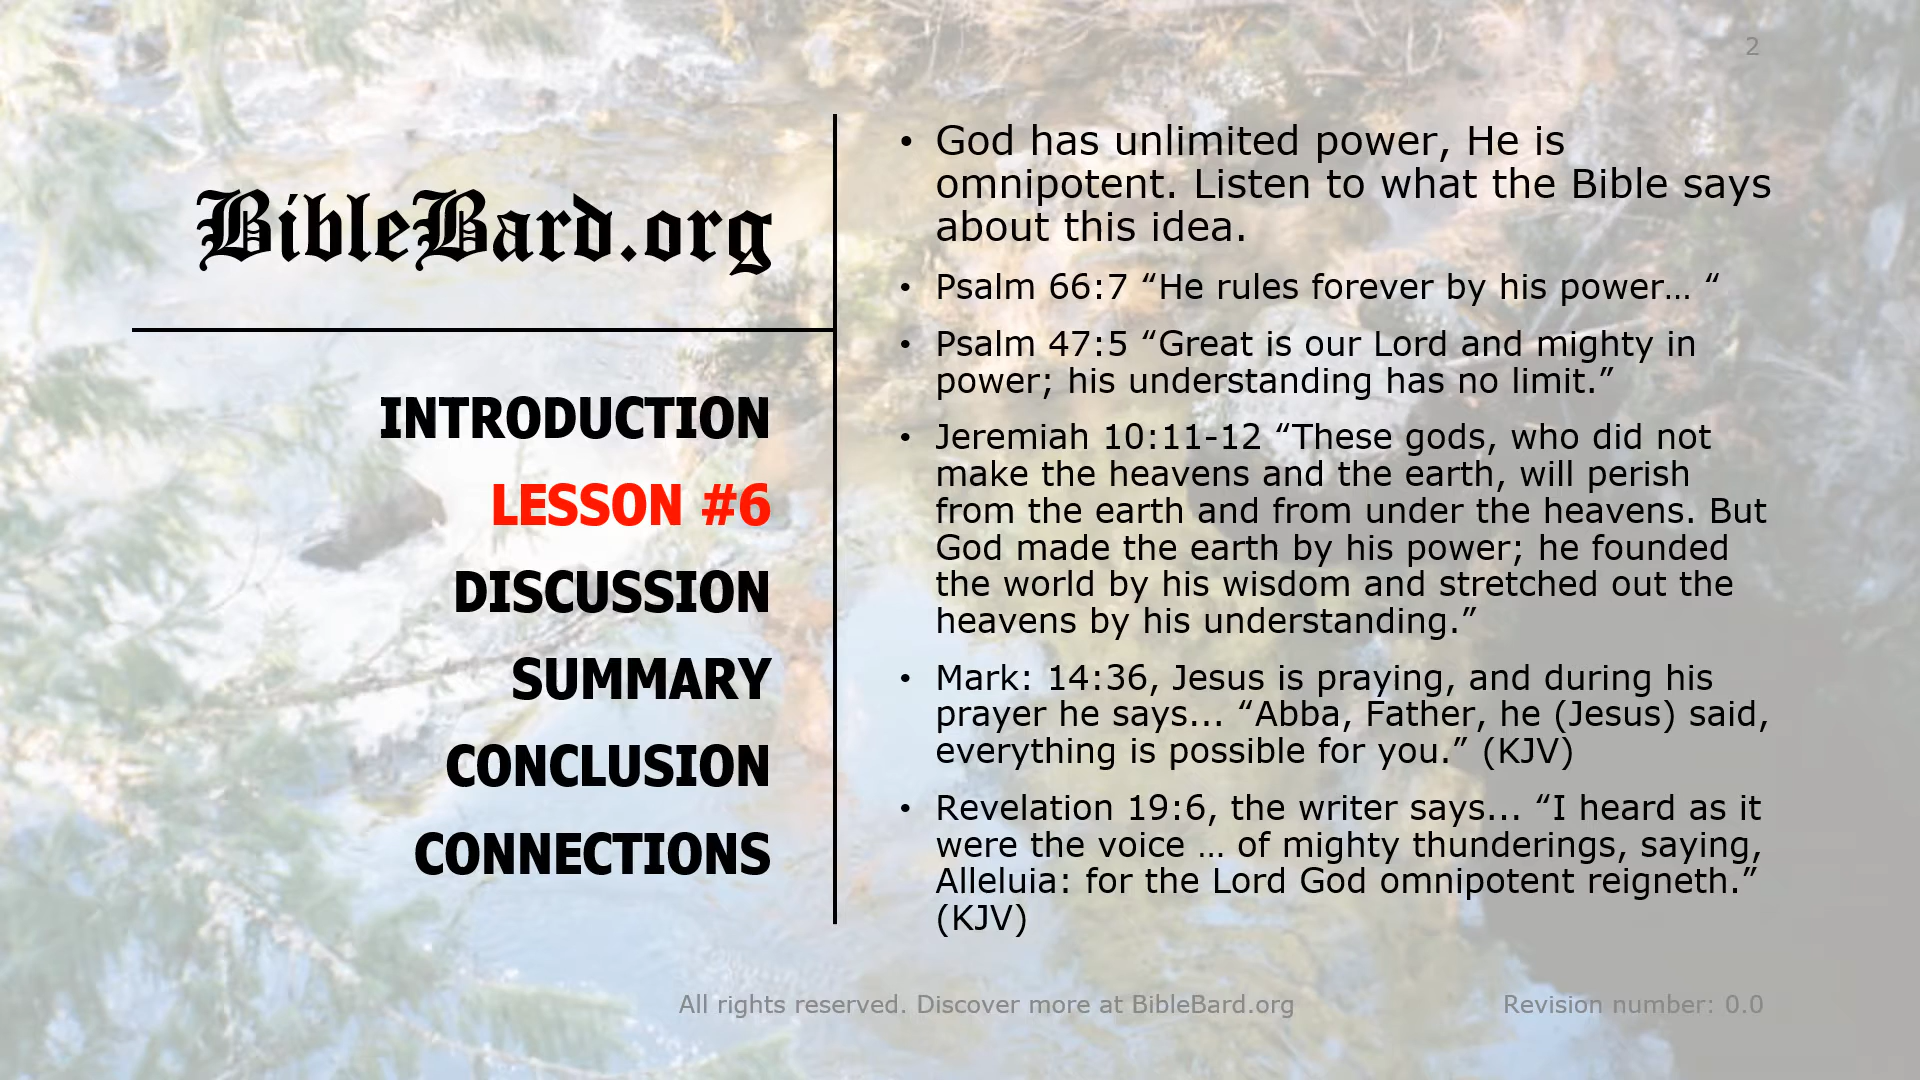 2
BibleBard.org
INTRODUCTION
LESSON #6
DISCUSSION
SUMMARY
CONCLUSION
CONNECTIONS
• God has unlimited power, He is
omnipotent. Listen to what the Bible says
about this idea.
• Psalm 66:7 “He rules forever by his power… “
• Psalm 47:5 “Great is our Lord and mighty in
power; his understanding has no limit.”
• Jeremiah 10:11-12 “These gods, who did not
make the heavens and the earth, will perish
from the earth and from under the heavens. But
God made the earth by his power; he founded
the world by his wisdom and stretched out the
heavens by his understanding.”
• Mark: 14:36, Jesus is praying, and during his
prayer he says... “Abba, Father, he (Jesus) said,
everything is possible for you.” (KJV)
• Revelation 19:6, the writer says... “I heard as it
were the voice … of mighty thunderings, saying,
Alleluia: for the Lord God omnipotent reigneth.”
(KJV)
All rights reserved. Discover more at BibleBard.org
Revision number: 0.0